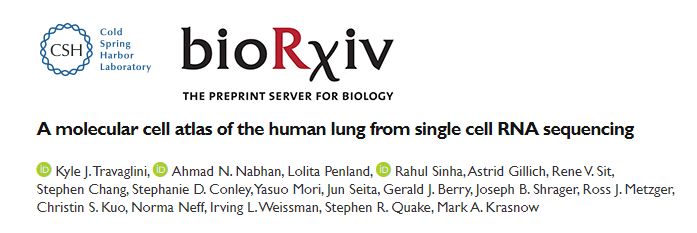 CSH
Cold
Spring
Harbor
Laboratory
bioRχiv
THE PREPRINT SERVER FOR BIOLOGY
A molecular cell atlas of the human lung from single cell RNA sequencing
iD Kyle J. Travaglini, iD Ahmad N. Nabhan, Lolita Penland, iD Rahul Sinha, Astrid Gillich, Rene V. Sit,
Stephen Chang, Stephanie D. Conley, Yasuo Mori, Jun Seita, Gerald J. Berry, Joseph B. Shrager, Ross J. Metzger,
Christin S. Kuo, Norma Neff, Irving L. Weissman, Stephen R. Quake, Mark A. Krasnow